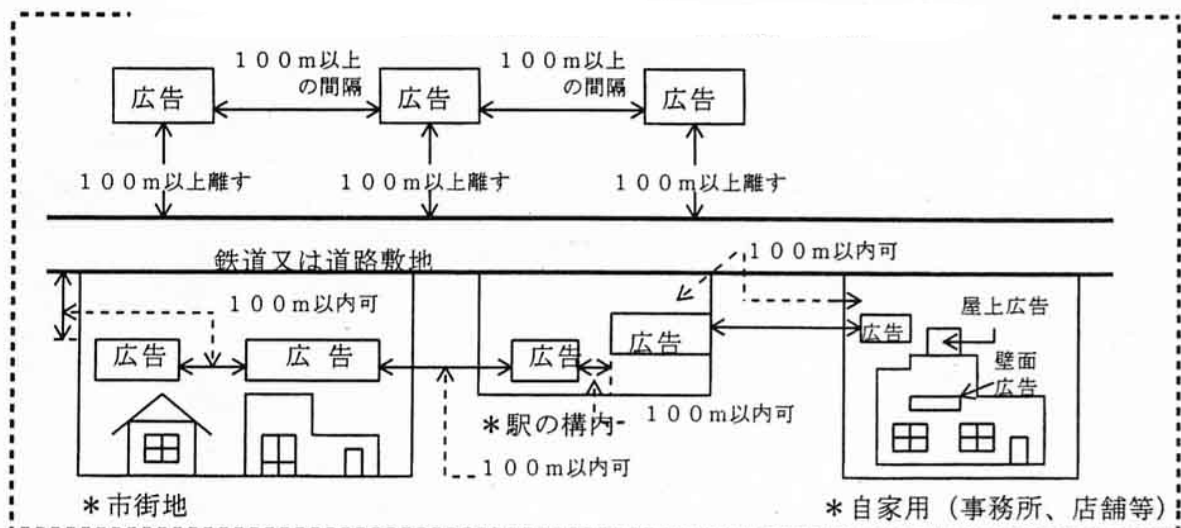 １００ｍ以上
の間隔
１００ｍ以上
の間隔
広告
広告
広告
１００ｍ以上離す
１００ｍ以上離す
１００ｍ以上離す
鉄道又は道路敷地
１００ｍ以内可
１００ｍ以内可
広告
広　告
広告
広告
広告
屋上広告
壁面
広告
＊駅の構内
１００ｍ以内可
１００ｍ以内可
＊市街地
＊自家用（事務所、店舗等）